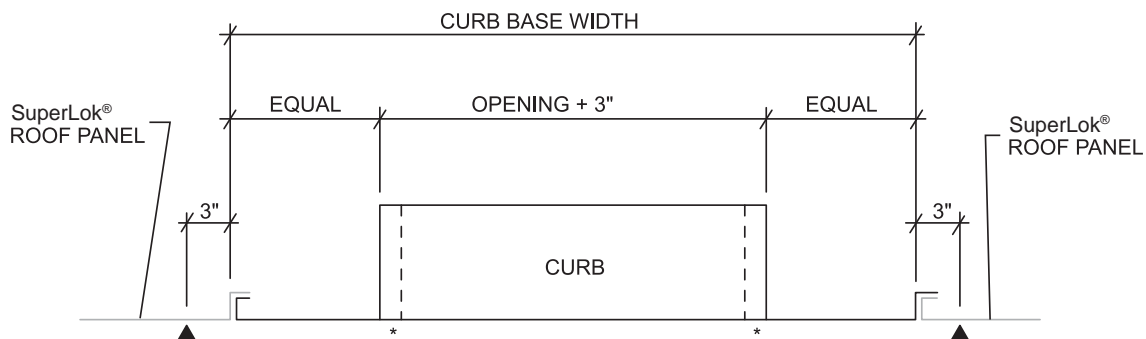 CURB BASE WIDTH
EQUAL
OPENING + 3"
EQUAL
SuperLok®
ROOF PANEL
SuperLok®
ROOF PANEL
3"
3"
CURB
*
*